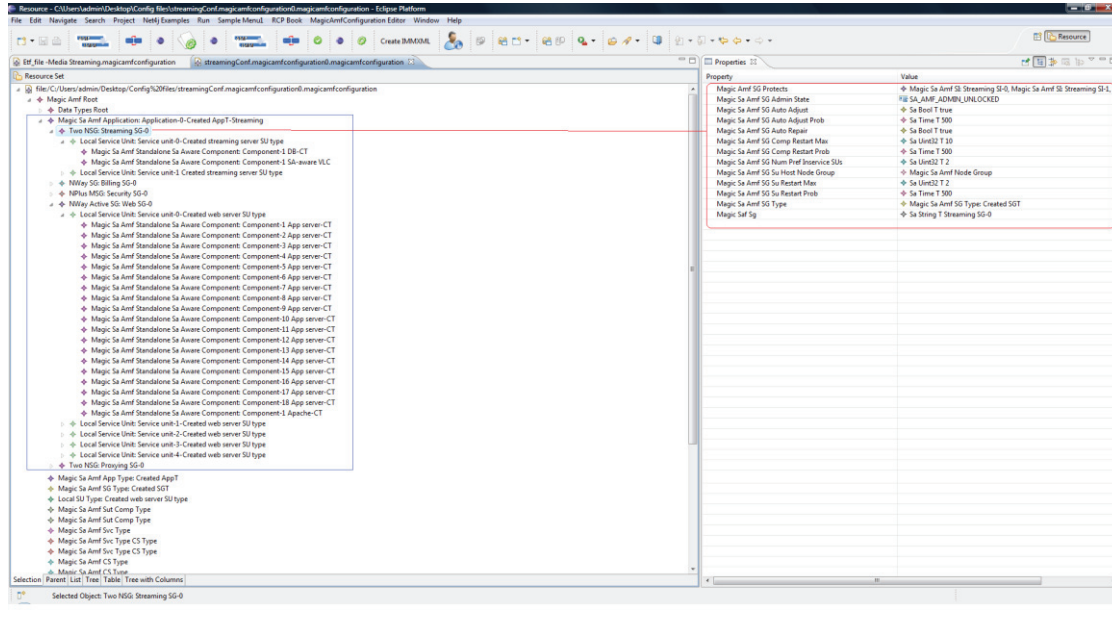 Resource - C:\Users\admin\Desktop\Config files\streamingConf.magicamfconfiguration0.magicamfconfiguration - Eclipse Platform
File Edit Navigate Search Project Net4j Examples Run Sample Menu1 RCP Book MagicAmfConfiguration Editor Window Help
Create IMMXML
Resource
Etf_file -Media Streaming.magicamfconfiguration
streamingConf.magicamfconfiguration0.magicamfconfiguration
Resource Set
file:/C:/Users/admin/Desktop/Config%20files/streamingConf.magicamfconfiguration0.magicamfconfiguration
Magic Amf Root
Data Types Root
Magic Sa Amf Application: Application-0-Created AppT-Streaming
Two NSG: Streaming SG-0
Local Service Unit: Service unit-0-Created streaming server SU type
Magic Sa Amf Standalone Sa Aware Component: Component-1 DB-CT
Magic Sa Amf Standalone Sa Aware Component: Component-1 SA-aware VLC
Local Service Unit: Service unit-1 Created streaming server SU type
NWay SG: Billing SG-0
NPlus MSG: Security SG-0
NWay Active SG: Web SG-0
Local Service Unit: Service unit-0-Created web server SU type
Magic Sa Amf Standalone Sa Aware Component: Component-1 App server-CT
Magic Sa Amf Standalone Sa Aware Component: Component-2 App server-CT
Magic Sa Amf Standalone Sa Aware Component: Component-3 App server-CT
Magic Sa Amf Standalone Sa Aware Component: Component-4 App server-CT
Magic Sa Amf Standalone Sa Aware Component: Component-5 App server-CT
Magic Sa Amf Standalone Sa Aware Component: Component-6 App server-CT
Magic Sa Amf Standalone Sa Aware Component: Component-7 App server-CT
Magic Sa Amf Standalone Sa Aware Component: Component-8 App server-CT
Magic Sa Amf Standalone Sa Aware Component: Component-9 App server-CT
Magic Sa Amf Standalone Sa Aware Component: Component-10 App server-CT
Magic Sa Amf Standalone Sa Aware Component: Component-11 App server-CT
Magic Sa Amf Standalone Sa Aware Component: Component-12 App server-CT
Magic Sa Amf Standalone Sa Aware Component: Component-13 App server-CT
Magic Sa Amf Standalone Sa Aware Component: Component-14 App server-CT
Magic Sa Amf Standalone Sa Aware Component: Component-15 App server-CT
Magic Sa Amf Standalone Sa Aware Component: Component-16 App server-CT
Magic Sa Amf Standalone Sa Aware Component: Component-17 App server-CT
Magic Sa Amf Standalone Sa Aware Component: Component-18 App server-CT
Magic Sa Amf Standalone Sa Aware Component: Component-1 Apache-CT
Local Service Unit: Service unit-1-Created web server SU type
Local Service Unit: Service unit-2-Created web server SU type
Local Service Unit: Service unit-3-Created web server SU type
Local Service Unit: Service unit-4-Created web server SU type
Two NSG: Proxying SG-0
Magic Sa Amf App Type: Created AppT
Magic Sa Amf SG Type: Created SGT
Local SU Type: Created web server SU type
Magic Sa Amf Sut Comp Type
Magic Sa Amf Sut Comp Type
Magic Sa Amf Svc Type
Magic Sa Amf Svc Type CS Type
Magic Sa Amf Svc Type CS Type
Magic Sa Amf CS Type
Magic Sa Amf CS Type
Selection Parent List Tree Table Tree with Columns
Selected Object: Two NSG: Streaming SG-0
Properties
Property Value
Magic Amf SG Protects Magic Sa Amf SI: Streaming SI-0, Magic Sa Amf SI: Streaming SI-1,
Magic Sa Amf SG Admin State SA_AMF_ADMIN_UNLOCKED
Magic Sa Amf SG Auto Adjust Sa Bool T true
Magic Sa Amf SG Auto Adjust Prob Sa Time T 500
Magic Sa Amf SG Auto Repair Sa Bool T true
Magic Sa Amf SG Comp Restart Max Sa Uint32 T 10
Magic Sa Amf SG Comp Restart Prob Sa Time T 500
Magic Sa Amf SG Num Pref Inservice SUs Sa Uint32 T 2
Magic Sa Amf SG Su Host Node Group Magic Sa Amf Node Group
Magic Sa Amf SG Su Restart Max Sa Uint32 T 2
Magic Sa Amf SG Su Restart Prob Sa Time T 500
Magic Sa Amf SG Type Magic Sa Amf SG Type: Created SGT
Magic Saf Sg Sa String T Streaming SG-0